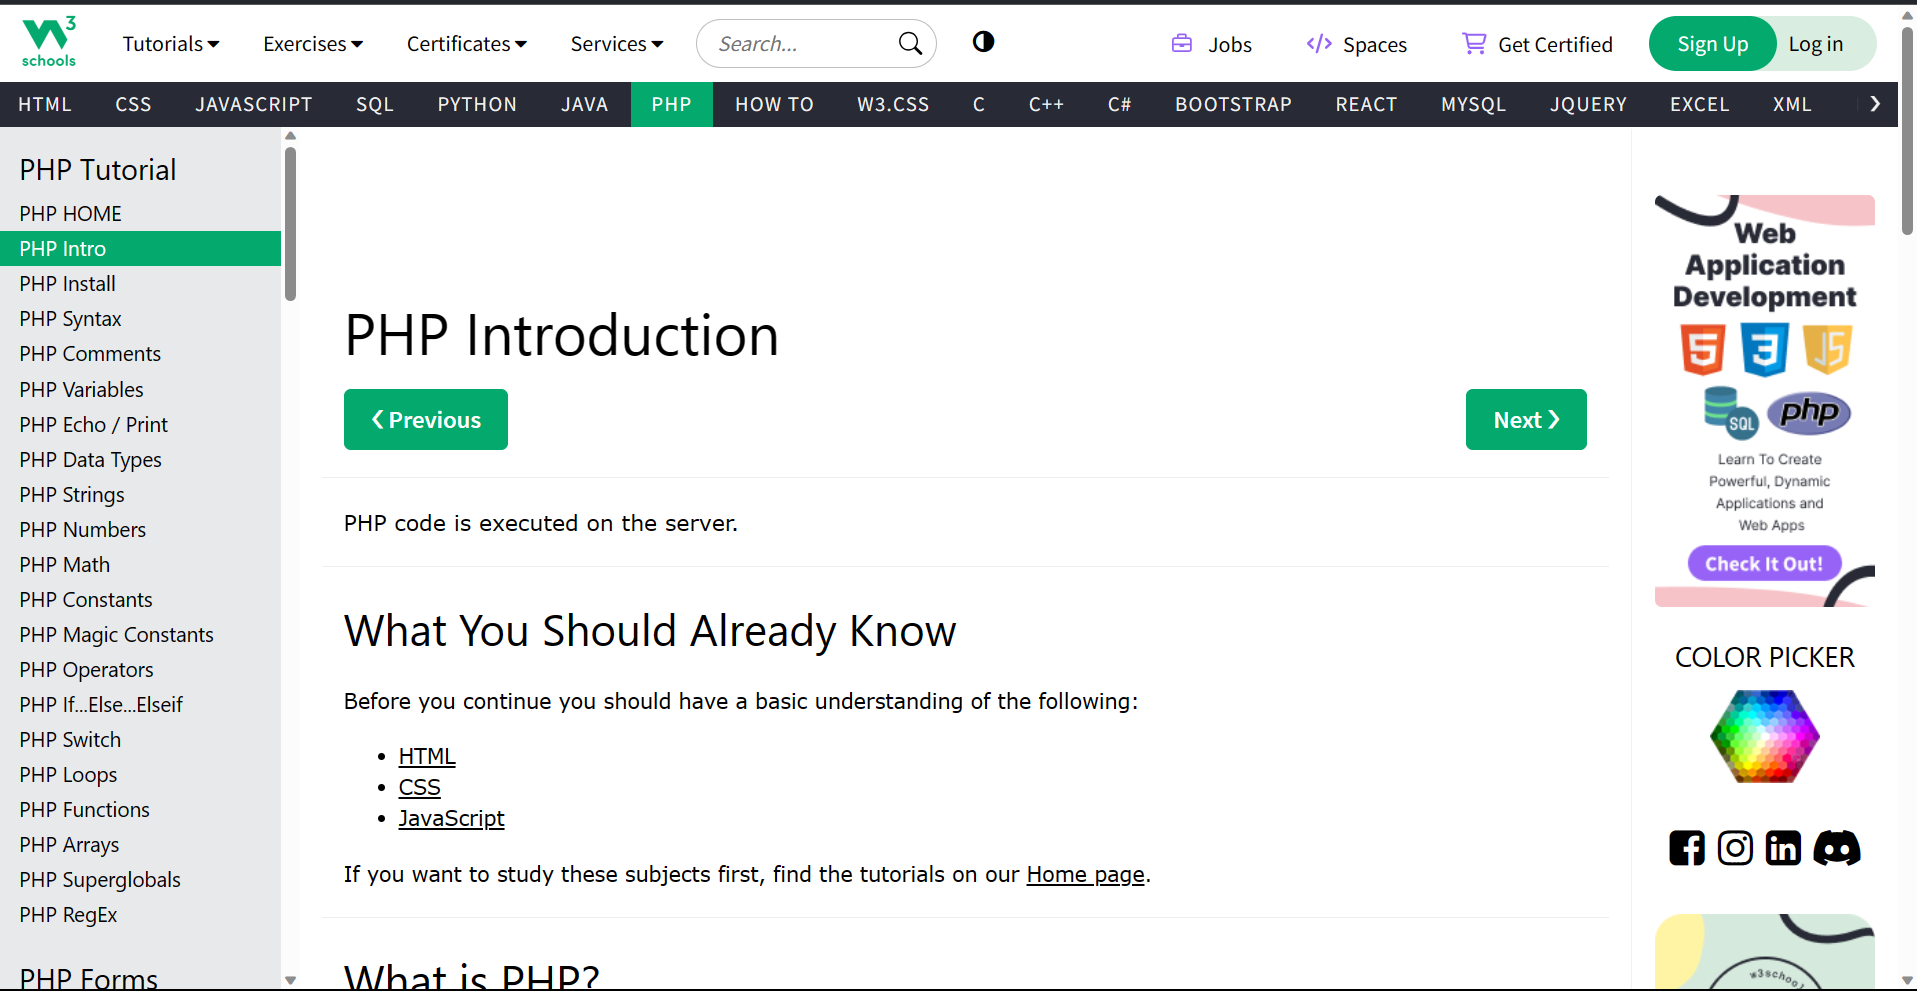 3
schools
Tutorials
Exercises
Certificates
Services
Search...
Jobs
Spaces
Get Certified
Sign Up
Log in
HTML CSS JAVASCRIPT SQL PYTHON JAVA PHP HOW TO W3.CSS C C++ C# BOOTSTRAP REACT MYSQL JQUERY EXCEL XML
PHP Tutorial
PHP HOME
PHP Intro
PHP Install
PHP Syntax
PHP Comments
PHP Variables
PHP Echo / Print
PHP Data Types
PHP Strings
PHP Numbers
PHP Math
PHP Constants
PHP Magic Constants
PHP Operators
PHP If...Else...Elseif
PHP Switch
PHP Loops
PHP Functions
PHP Arrays
PHP Superglobals
PHP RegEx
PHP Forms
PHP Introduction
❮ Previous
Next ❯
PHP code is executed on the server.
What You Should Already Know
Before you continue you should have a basic understanding of the following:
• HTML
• CSS
• JavaScript
If you want to study these subjects first, find the tutorials on our Home page.
What is PHP?
Web
Application
Development
5 3 JS
SQL php
Learn To Create
Powerful, Dynamic
Applications and
Web Apps
Check It Out!
COLOR PICKER
in
w3school